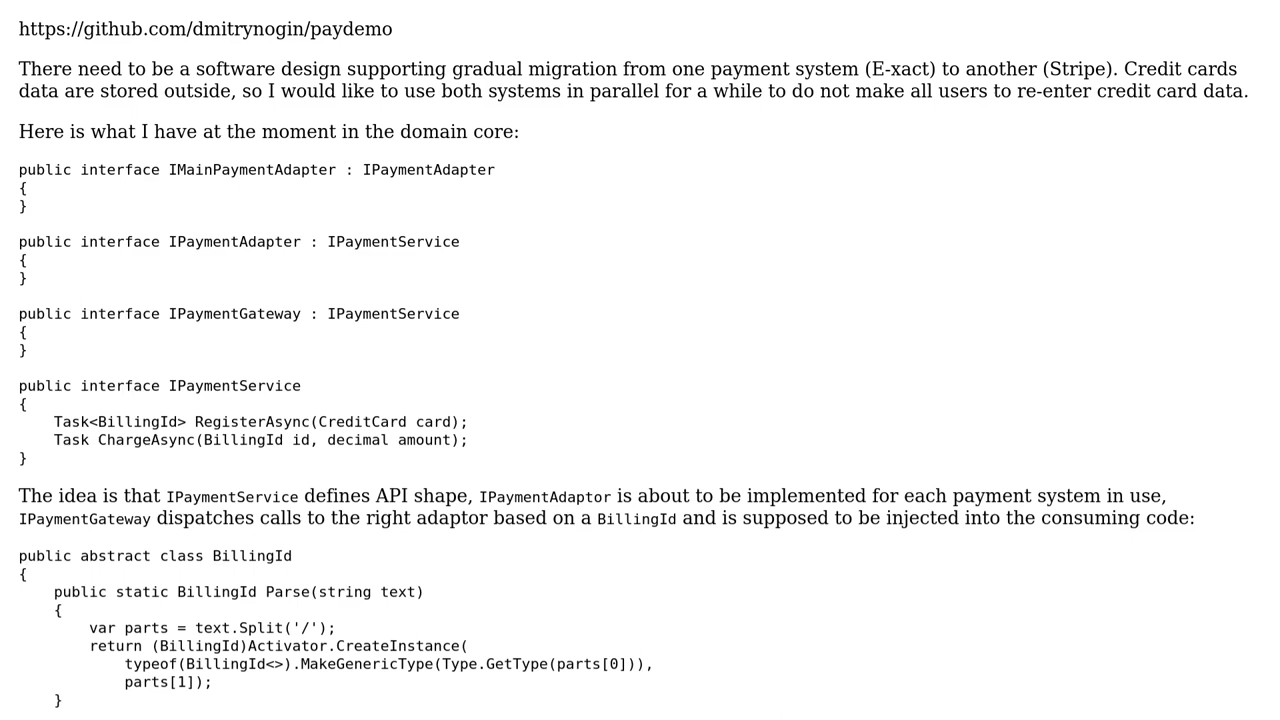 https://github.com/dmitrynogin/paydemo
There need to be a software design supporting gradual migration from one payment system (E-xact) to another (Stripe). Credit cards
data are stored outside, so I would like to use both systems in parallel for a while to do not make all users to re-enter credit card data.
Here is what I have at the moment in the domain core:
public interface IMainPaymentAdapter : IPaymentAdapter
{
}
public interface IPaymentAdapter : IPaymentService
{
}
public interface IPaymentGateway : IPaymentService
{
}
public interface IPaymentService
{
    Task<BillingId> RegisterAsync(CreditCard card);
    Task ChargeAsync(BillingId id, decimal amount);
}
The idea is that IPaymentService defines API shape, IPaymentAdaptor is about to be implemented for each payment system in use,
IPaymentGateway dispatches calls to the right adaptor based on a BillingId and is supposed to be injected into the consuming code:
public abstract class BillingId
{
    public static BillingId Parse(string text)
    {
        var parts = text.Split('/');
        return (BillingId)Activator.CreateInstance(
            typeof(BillingId<>).MakeGenericType(Type.GetType(parts[0])),
            parts[1]);
    }